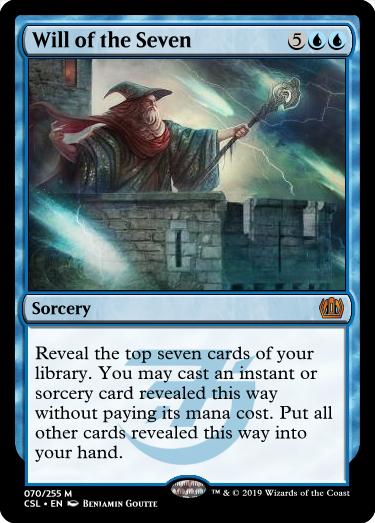 Will of the Seven 5
Sorcery
Reveal the top seven cards of your
library. You may cast an instant or
sorcery card revealed this way
without paying its mana cost. Put all
other cards revealed this way into
your hand.
070/255 M
CSL • EN Benjamin Goutte
™ & © 2019 Wizards of the Coast